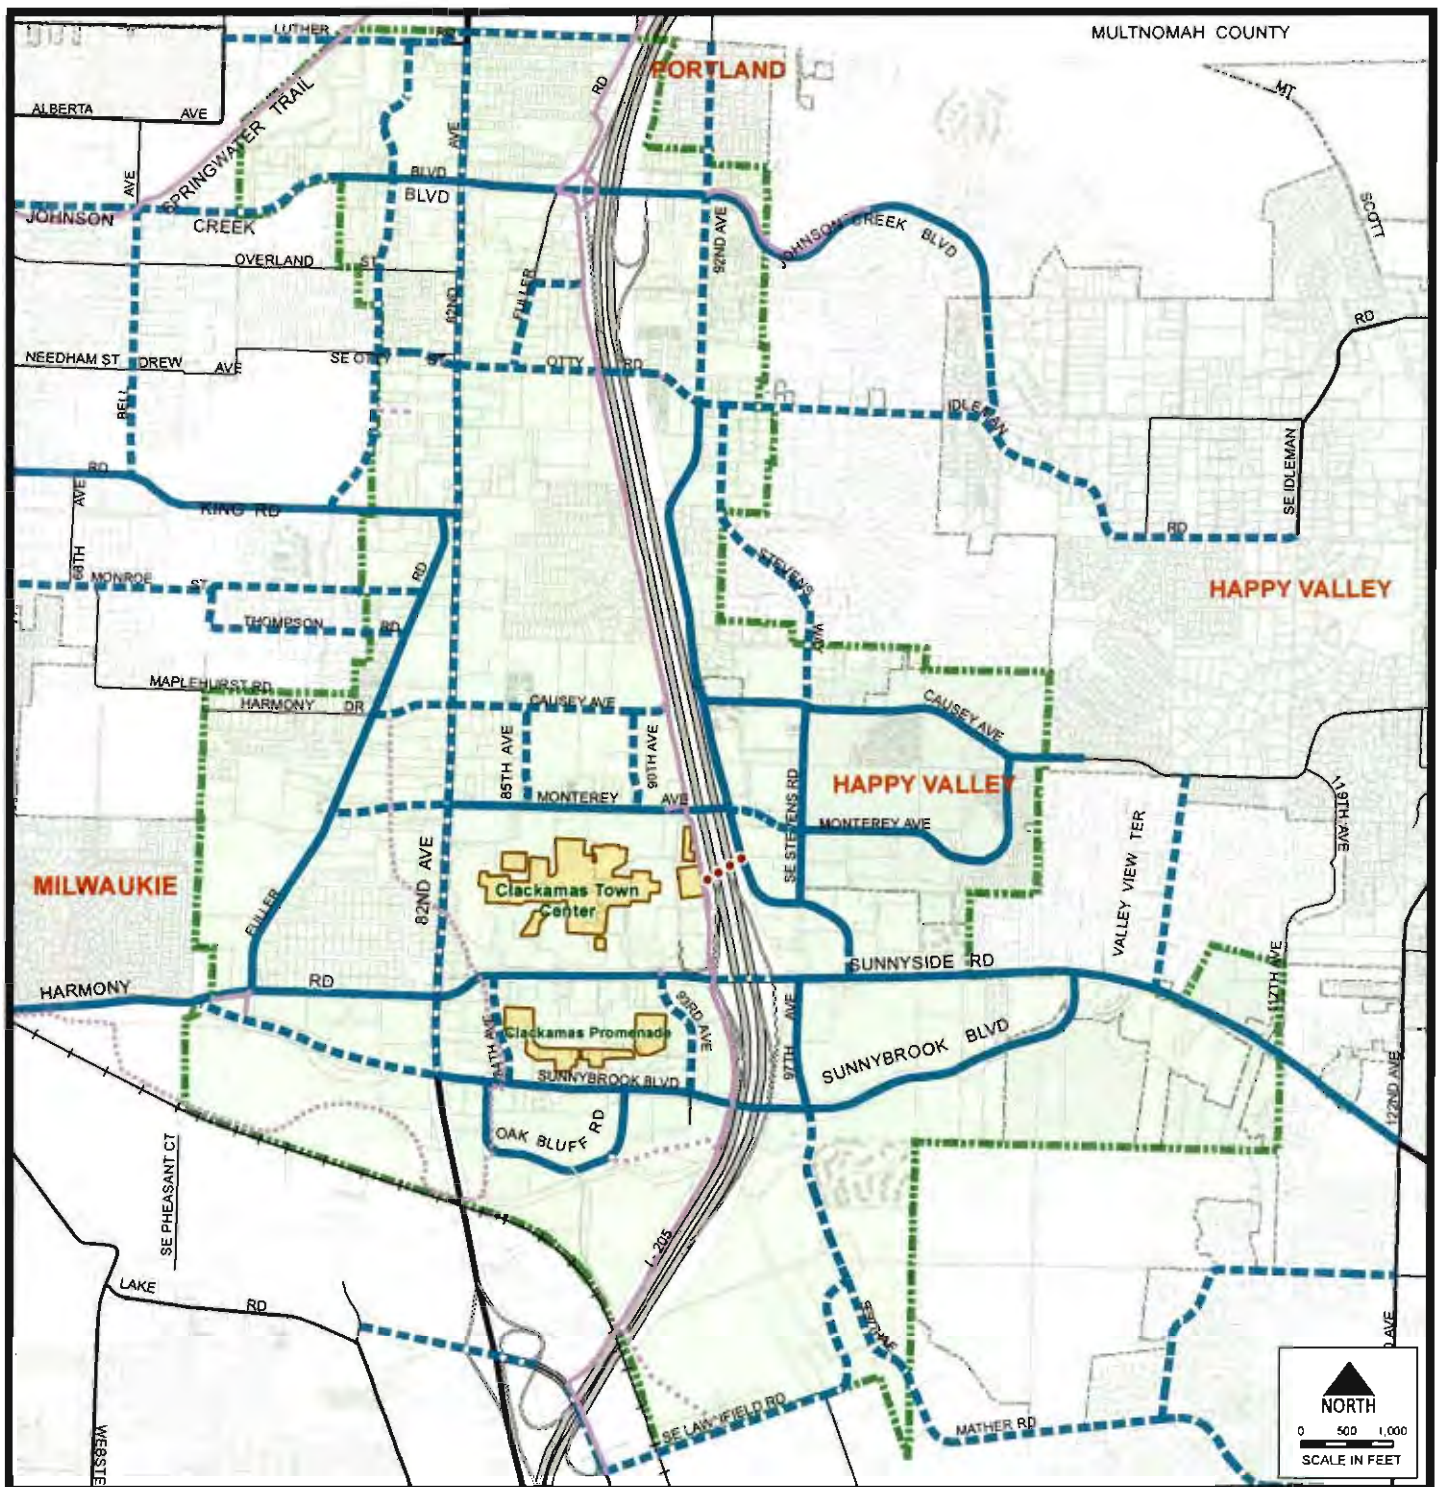 LUTHER
RD
MULTNOMAH COUNTY
PORTLAND
RD
MT
SCOTT
ALBERTA AVE
SPRINGWATER TRAIL
AVE
AVE
BLVD
BLVD
JOHNSON
CREEK
92ND AVE
JOHNSON CREEK BLVD
OVERLAND ST
FULLER
82ND
RD
NEEDHAM ST
DREW AVE
SE OTTY ST
OTTY RD
BELL
IDLEMAN
SE IDLEMAN
RD
AVE
KING RD
RD
68TH
MONROE ST
RD
STEVENS
WAY
HAPPY VALLEY
THOMPSON RD
MAPLEHURST RD
HARMONY DR
CAUSEY AVE
CAUSEY AVE
85TH AVE
90TH AVE
HAPPY VALLEY
MONTEREY AVE
SE STEVENS RD
MONTEREY AVE
VALLEY VIEW TER
119TH AVE
MILWAUKIE
82ND AVE
Clackamas Town
Center
FULLER
SUNNYSIDE RD
117TH AVE
HARMONY
RD
Clackamas Promenade
93RD AVE
97TH AVE
SUNNYBROOK BLVD
SUNNYBROOK BLVD
122ND AVE
OAK BLUFF RD
SE PHEASANT CT
I - 205
LAKE RD
AVE
SE LAWNFIELD RD
MATHER RD
WEBSTE
NORTH
0 500 1,000
SCALE IN FEET